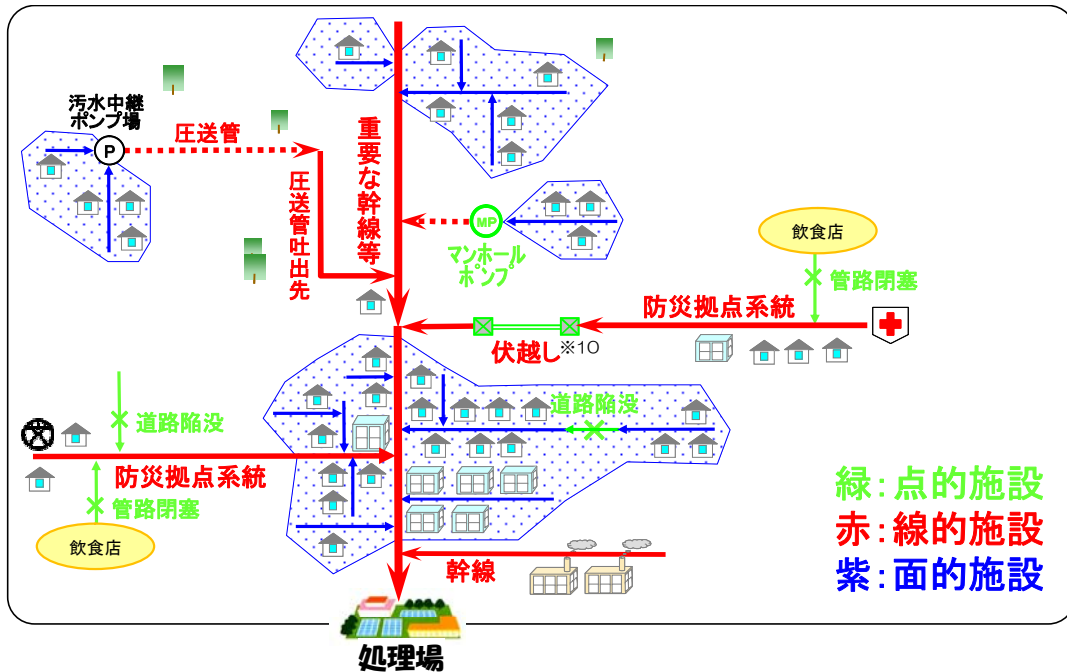 汚水中継
ポンプ場
P
圧送管
重要な幹線等
圧送管吐出先
MP
マンホール
ポンプ
飲食店
管路閉塞
防災拠点系統
伏越し※10
道路陥没
道路陥没
防災拠点系統
管路閉塞
飲食店
幹線
処理場
緑：点的施設
赤：線的施設
紫：面的施設